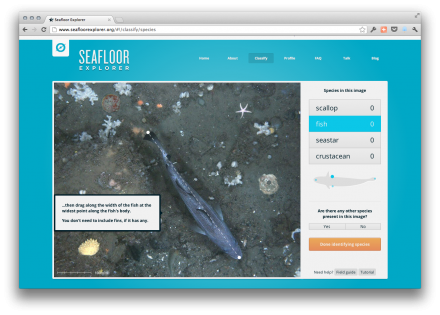 Seafloor Explorer
www.seafloorexplorer.org/#!/classify/species
SEAFLOOR
EXPLORER
Home About Classify Profile FAQ Talk Blog
Species in this image
scallop 0
fish 0
seastar 0
crustacean 0
...then drag along the width of the fish at the
widest point along the fish's body.
You don't need to include fins, if it has any.
Are there any other species
present in this image?
Yes No
Done identifying species
Need help? Field guide Tutorial